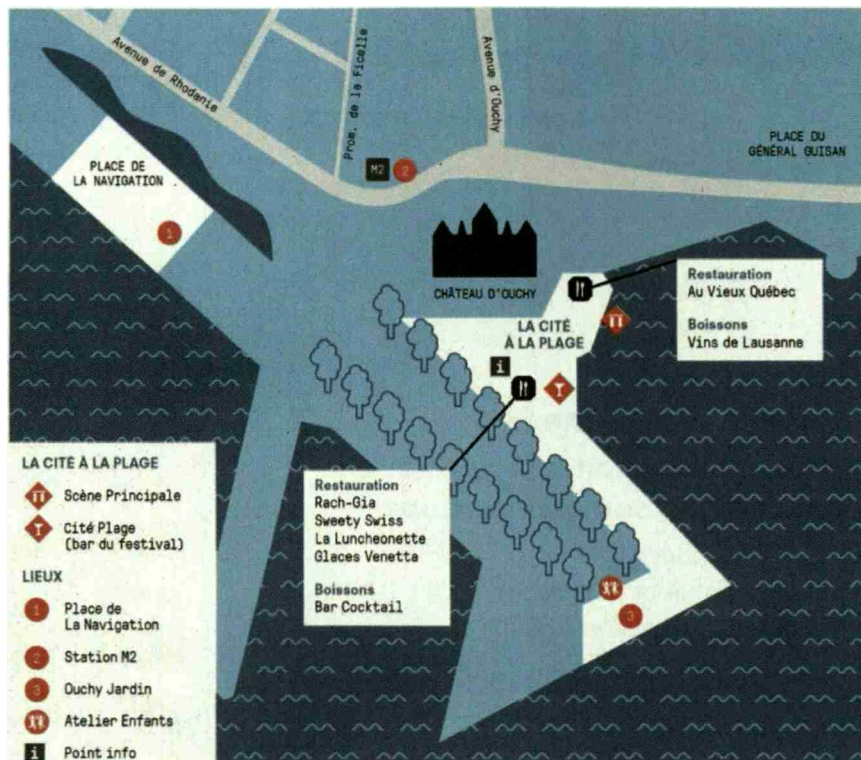 Avenue de Rhodanie
Prom. de la Ficelle
Avenue d'Ouchy
PLACE DU
GÉNÉRAL GUISAN
M2
2
PLACE DE
LA NAVIGATION
1
CHÂTEAU D'OUCHY
LA CITÉ
À LA PLAGE
i
Restauration
Au Vieux Québec
Boissons
Vins de Lausanne
Restauration
Rach-Gia
Sweety Swiss
La Luncheonette
Glaces Venetta
Boissons
Bar Cocktail
3
LA CITÉ À LA PLAGE
Scène Principale
Cité Plage
(bar du festival)
LIEUX
1 Place de
La Navigation
2 Station M2
3 Ouchy Jardin
Atelier Enfants
i Point info